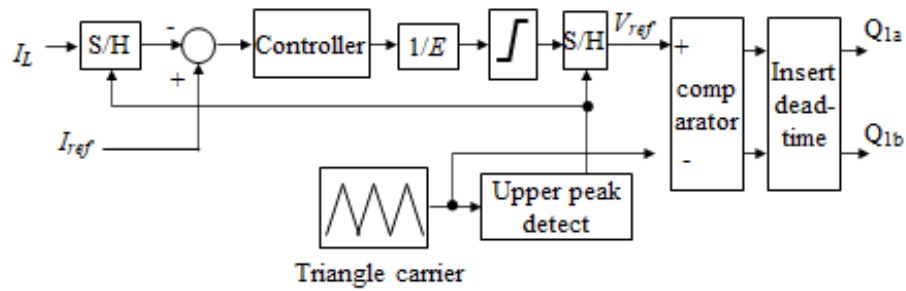 I_L
S/H
-
+
Controller
1/E
S/H
V_ref
+
comp
arator
-
Insert
dead-
time
Q_1a
Q_1b
I_ref
Upper peak
detect
Triangle carrier